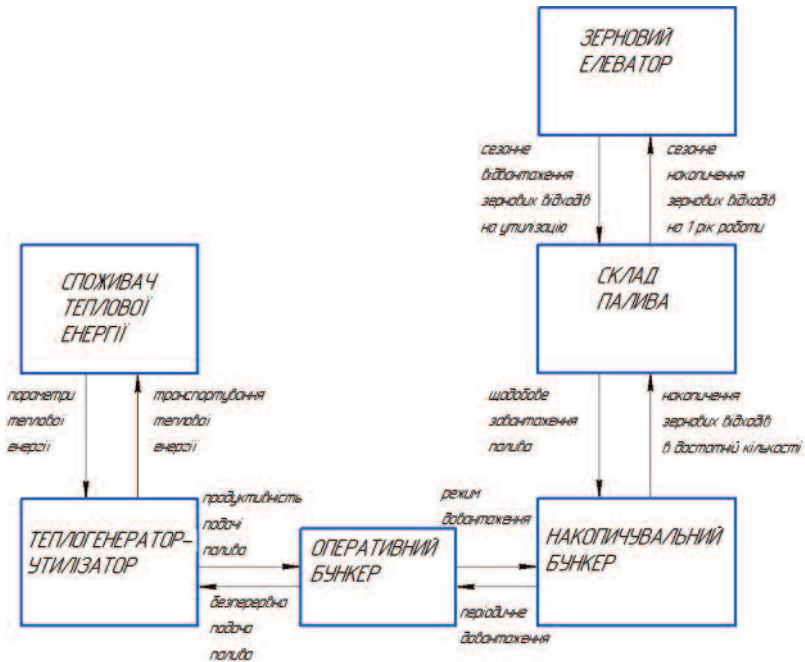 ЗЕРНОВИЙ
ЕЛЕВАТОР
сезонне
відвантаження
зернових відходів
на утилізацію
сезонне
накопичення
зернових відходів
на 1 рік роботи
СПОЖИВАЧ
ТЕПЛОВОЇ
ЕНЕРГІЇ
СКЛАД
ПАЛИВА
параметри
теплової
енергії
транспортування
теплової
енергії
щодобове
завантаження
палива
накопичення
зернових відходів
в достатній кількості
ТЕПЛОГЕНЕРАТОР-
УТИЛІЗАТОР
продуктивність
подачі
палива
безперервна
подача
палива
ОПЕРАТИВНИЙ
БУНКЕР
режим
довантаження
періодичне
довантаження
НАКОПИЧУВАЛЬНИЙ
БУНКЕР